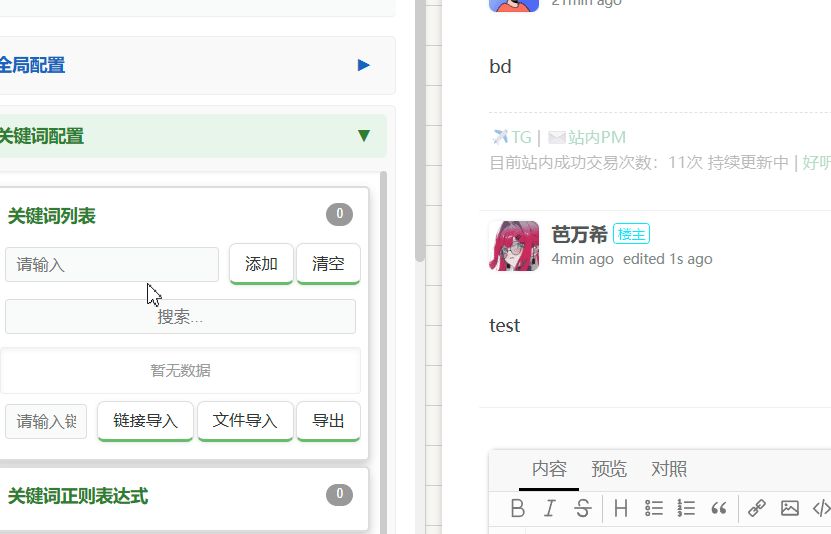 全局配置
关键词配置
关键词列表
0
请输入
添加
清空
搜索...
暂无数据
链接导入
文件导入
导出
关键词正则表达式
0
21min ago
bd
TG | 站内PM
目前站内成功交易次数：11次 持续更新中 | 好听
芭万希 楼主
4min ago edited 1s ago
test
内容 预览 对照